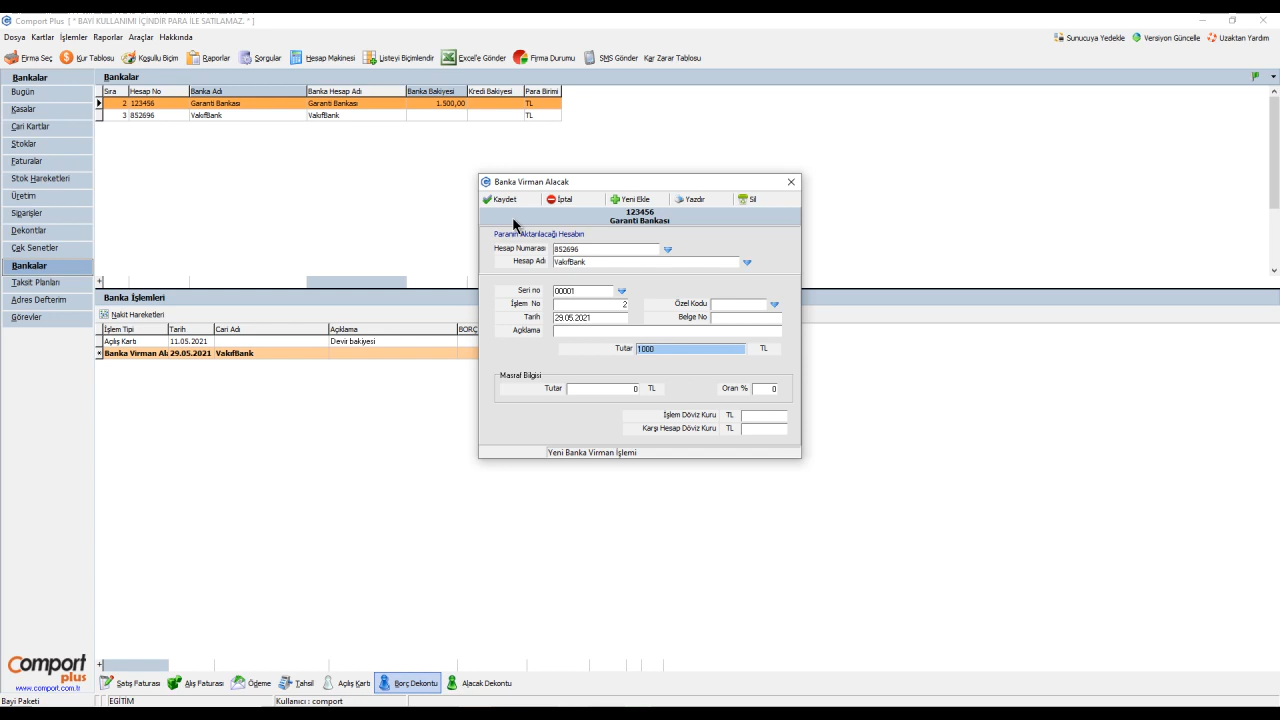 Comport Plus [ * BAYİ KULLANIMI İÇİNDİR PARA İLE SATILAMAZ. * ]
Dosya Kartlar İşlemler Raporlar Araçlar Hakkında
Sunucuya Yedekle Versiyon Güncelle Uzaktan Yardım
Firma Seç Kur Tablosu Koşullu Biçim Raporlar Sorgular Hesap Makinesi Listeyi Biçimlendir Excel'e Gönder Firma Durumu SMS Gönder Kar Zarar Tablosu
Bankalar
Bugün
Kasalar
Cari Kartlar
Stoklar
Faturalar
Stok Hareketleri
Üretim
Siparişler
Dekontlar
Çek Senetler
Bankalar
Taksit Planları
Adres Defterim
Görevler
Comport
plus
www.comport.com.tr
Bankalar
Sıra Hesap No Banka Adı Banka Hesap Adı Banka Bakiyesi Kredi Bakiyesi Para Birimi
2 123456 Garanti Bankası Garanti Bankası 1.500,00 TL
3 852696 VakıfBank VakıfBank TL
Banka Virman Alacak
Kaydet İptal Yeni Ekle Yazdır Sil
123456
Garanti Bankası
Paranın Aktarılacağı Hesabın
Hesap Numarası 852696
Hesap Adı VakıfBank
Seri no 00001
İşlem No 2 Özel Kodu
Tarih 29.05.2021 Belge No
Açıklama
Tutar 1000 TL
Masraf Bilgisi
Tutar 0 TL Oran % 0
İşlem Döviz Kuru TL
Karşı Hesap Döviz Kuru TL
Yeni Banka Virman İşlemi
Banka İşlemleri
Nakit Hareketleri
İşlem Tipi Tarih Cari Adı Açıklama BORÇ
Açılış Kartı 11.05.2021 Devir bakiyesi
Banka Virman Al: 29.05.2021 VakıfBank
Satış Faturası Alış Faturası Ödeme Tahsil Açılış Kartı Borç Dekontu Alacak Dekontu
Bayi Paketi EGİTİM Kullanıcı : comport